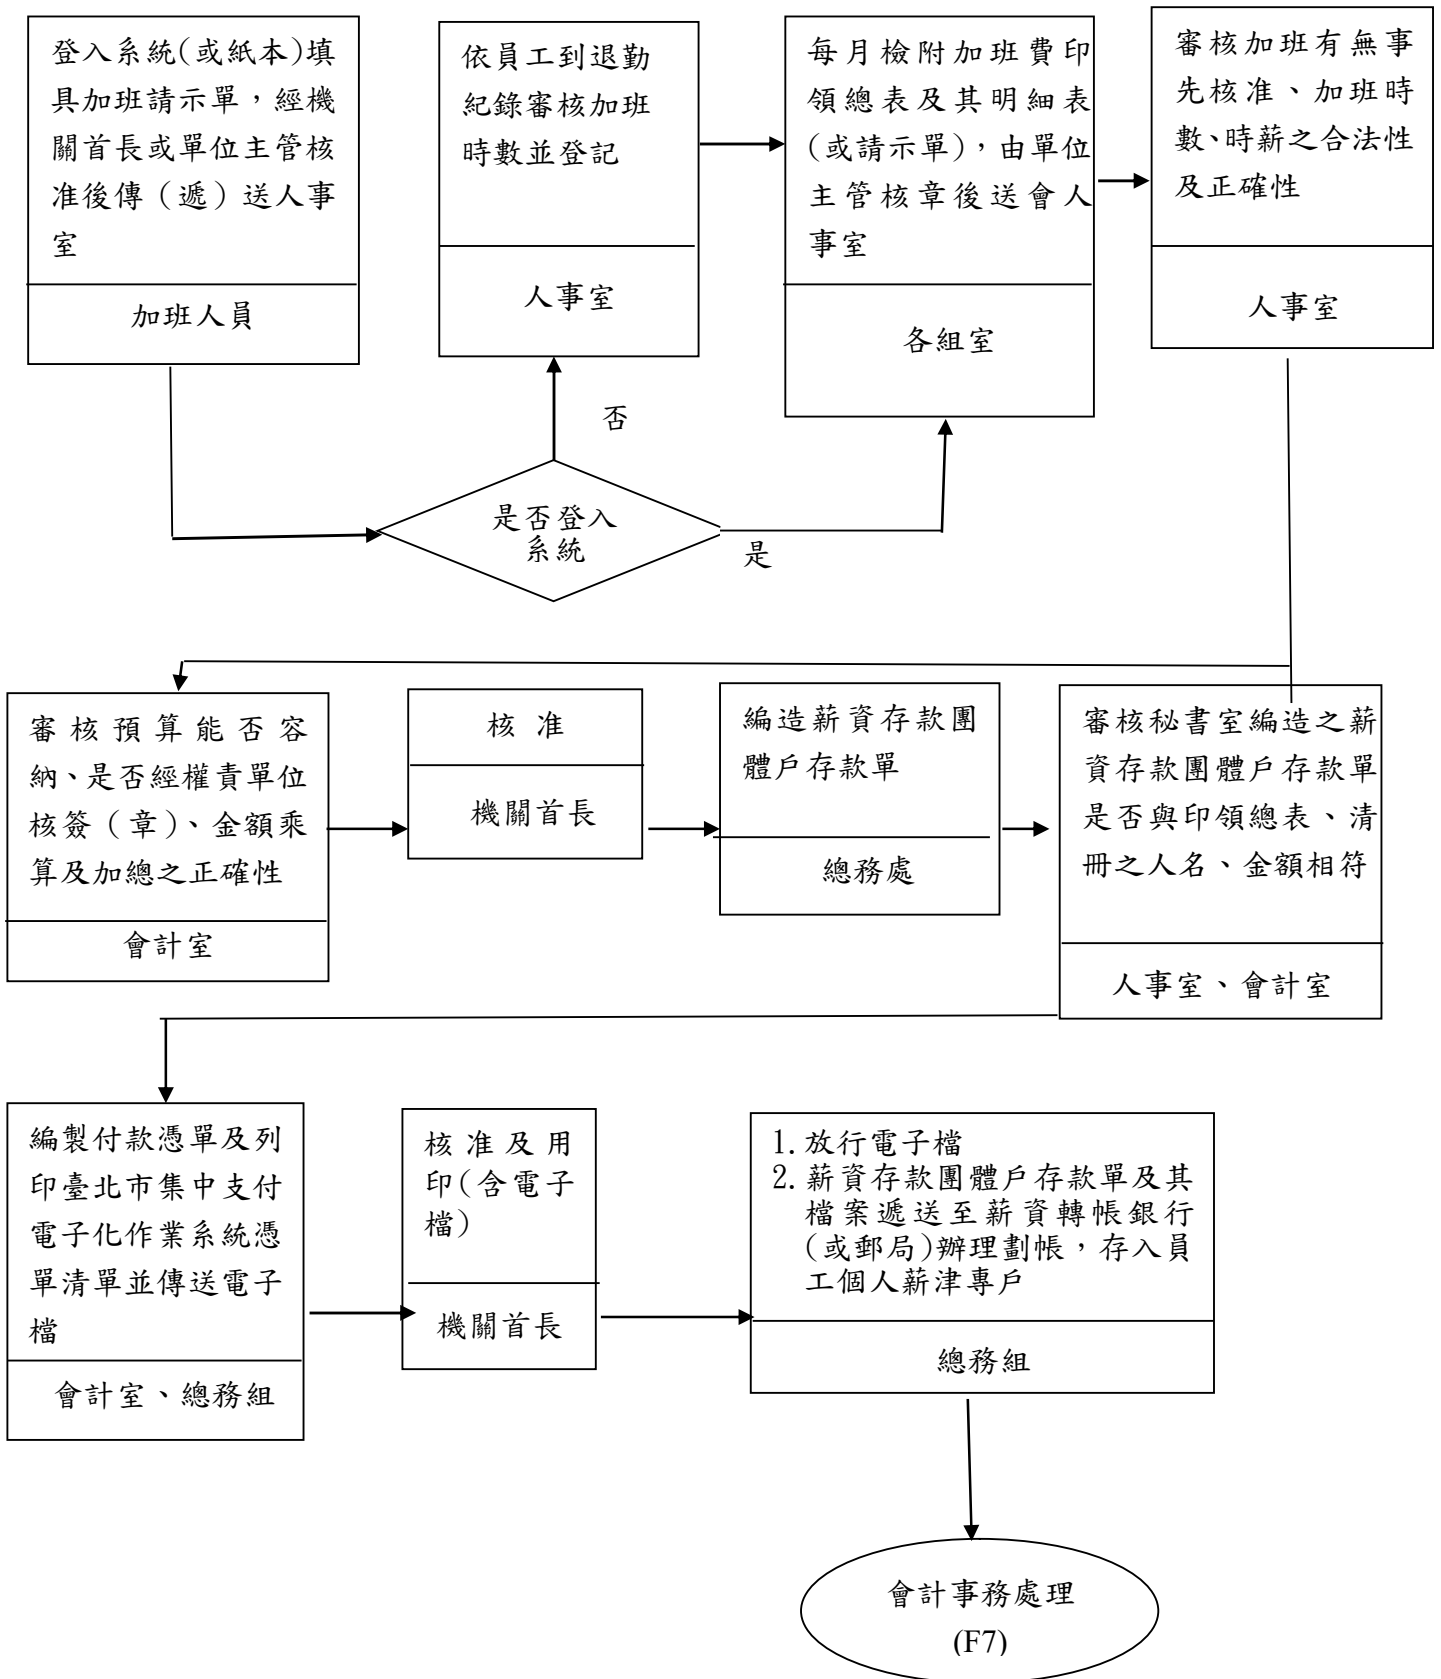 登入系統(或紙本)填
具加班請示單，經機
關首長或單位主管核
准後傳（遞）送人事
室
加班人員
依員工到退勤
紀錄審核加班
時數並登記
人事室
每月檢附加班費印
領總表及其明細表
(或請示單)，由單位
主管核章後送會人
事室
各組室
審核加班有無事
先核准、加班時
數、時薪之合法性
及正確性
人事室
否
是否登入
系統
是
審核預算能否容
納、是否經權責單位
核簽（章）、金額乘
算及加總之正確性
會計室
核 准
機關首長
編造薪資存款團
體戶存款單
總務處
審核秘書室編造之薪
資存款團體戶存款單
是否與印領總表、清
冊之人名、金額相符
人事室、會計室
編製付款憑單及列
印臺北市集中支付
電子化作業系統憑
單清單並傳送電子
檔
會計室、總務組
核准及用
印(含電子
檔)
機關首長
1. 放行電子檔
2. 薪資存款團體戶存款單及其
檔案遞送至薪資轉帳銀行
(或郵局)辦理劃帳，存入員
工個人薪津專戶
總務組
會計事務處理
(F7)